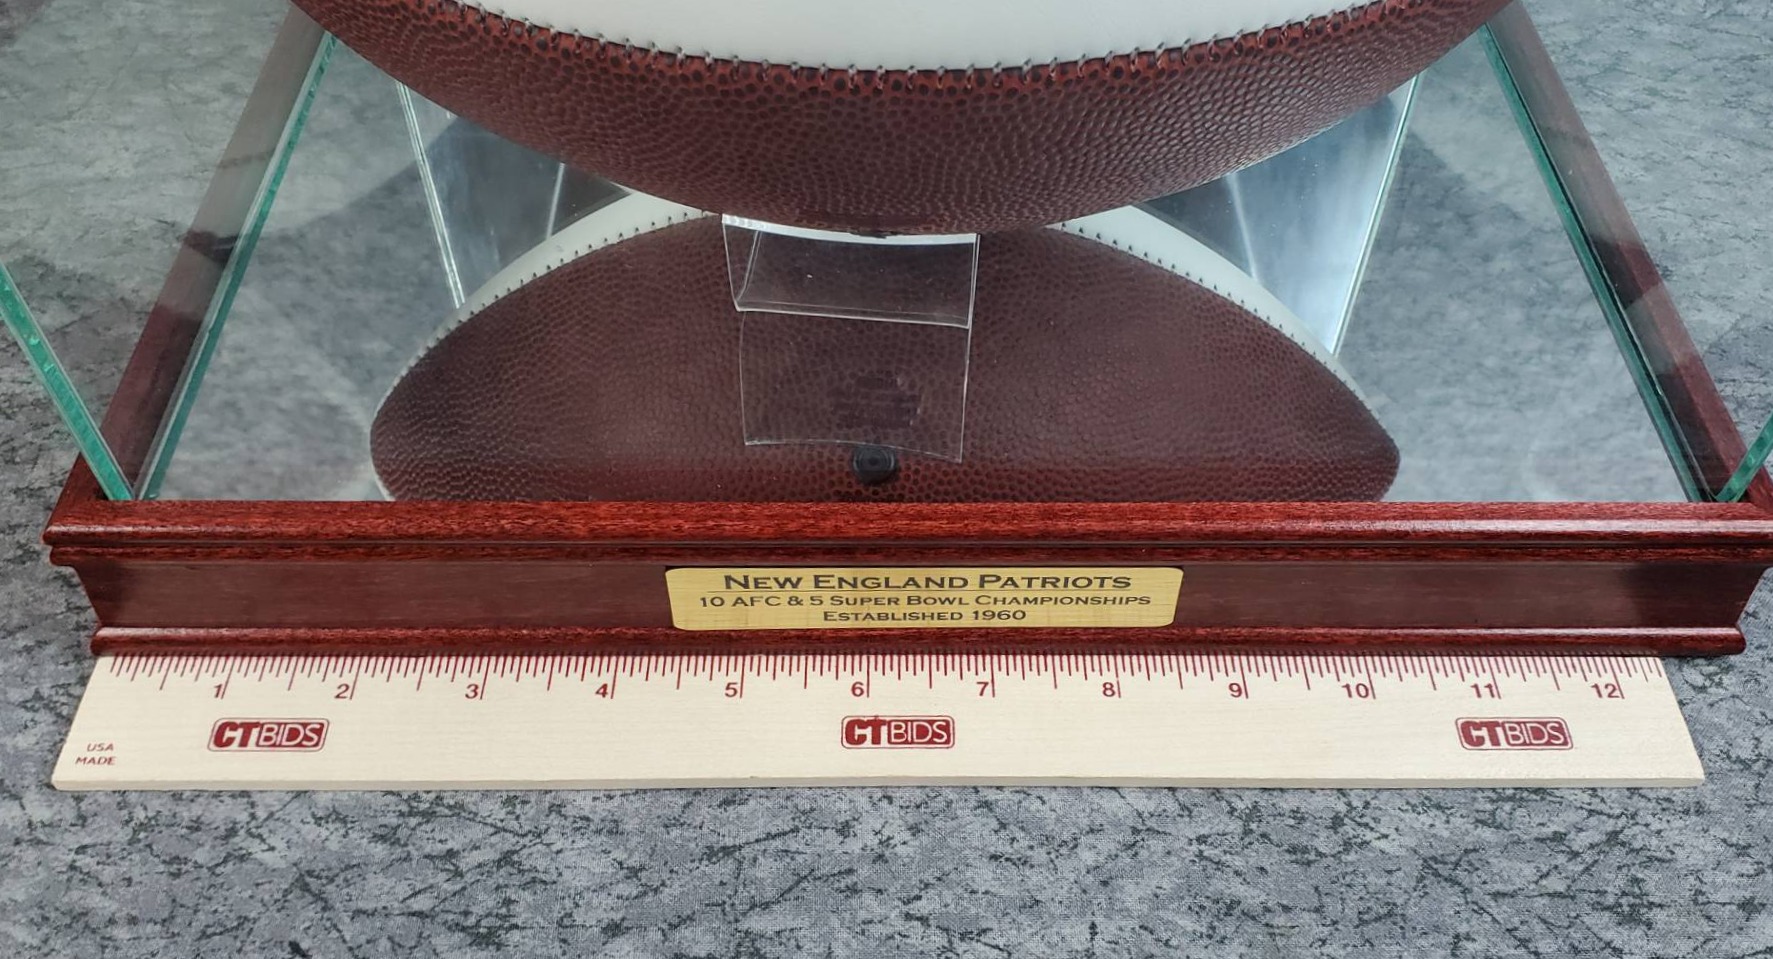 NEW ENGLAND PATRIOTS
10 AFC & 5 SUPER BOWL CHAMPIONSHIPS
ESTABLISHED 1960
1 2 3 4 5 6 7 8 9 10 11 12
CTBIDS CTBIDS CTBIDS
USA
MADE